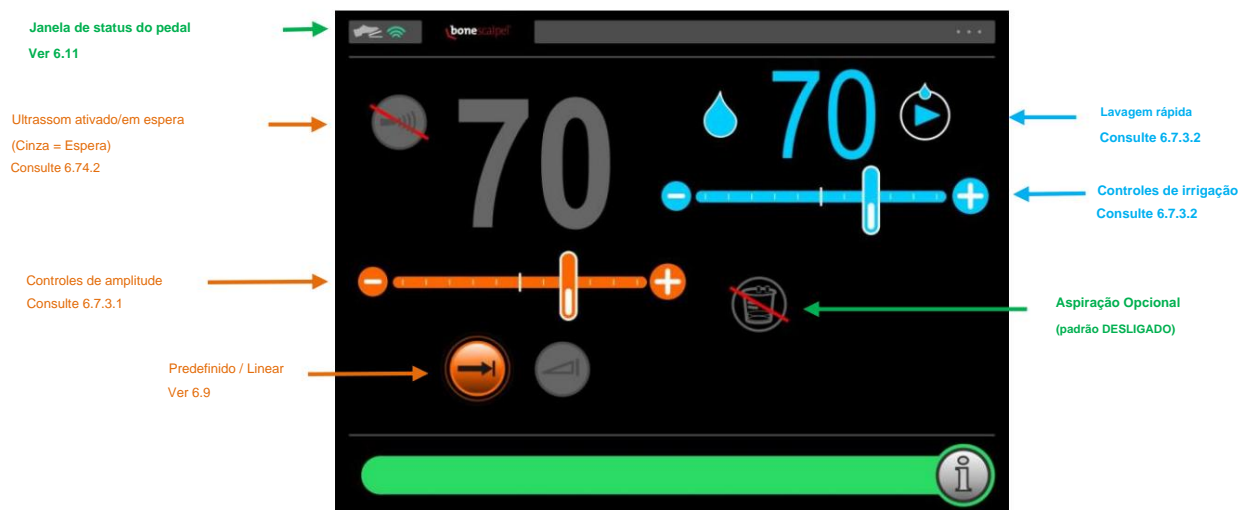 Janela de status do pedal
Ver 6.11
bonescalpel
...
Ultrassom ativado/em espera
(Cinza = Espera)
Consulte 6.74.2
70
70
Lavagem rápida
Consulte 6.7.3.2
Controles de irrigação
Consulte 6.7.3.2
Controles de amplitude
Consulte 6.7.3.1
Aspiração Opcional
(padrão DESLIGADO)
Predefinido / Linear
Ver 6.9
i